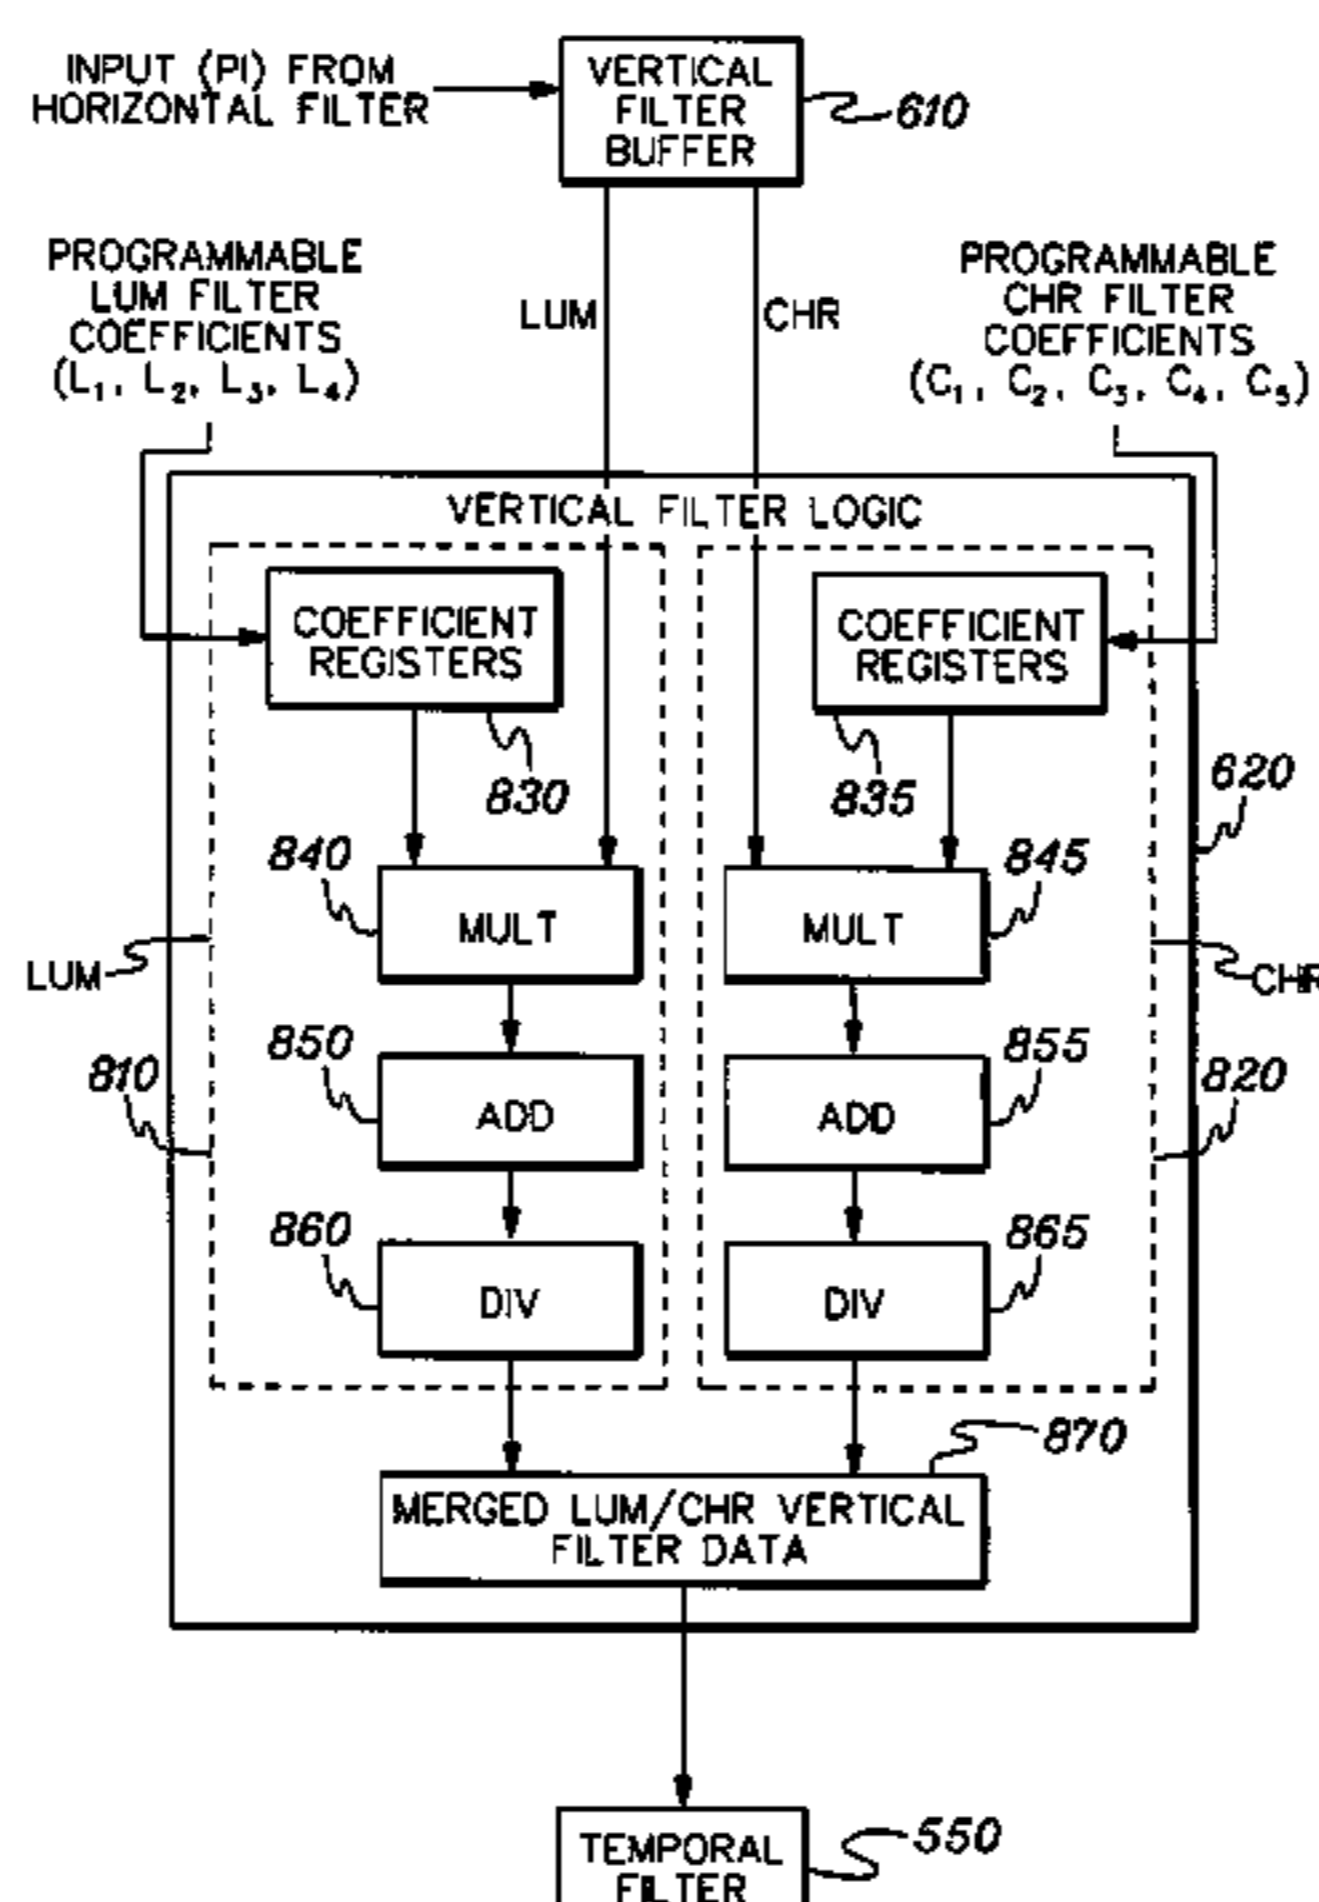 INPUT (PI) FROM
HORIZONTAL FILTER
VERTICAL
FILTER
BUFFER
610
PROGRAMMABLE
LUM FILTER
COEFFICIENTS
(L₁, L₂, L₃, L₄)
LUM
CHR
PROGRAMMABLE
CHR FILTER
COEFFICIENTS
(C₁, C₂, C₃, C₄, C₅)
VERTICAL FILTER LOGIC
COEFFICIENT
REGISTERS
830
COEFFICIENT
REGISTERS
835
620
840
MULT
MULT
845
LUM
CHR
850
ADD
ADD
855
810
820
860
DIV
DIV
865
870
MERGED LUM/CHR VERTICAL
FILTER DATA
TEMPORAL
FILTER
550